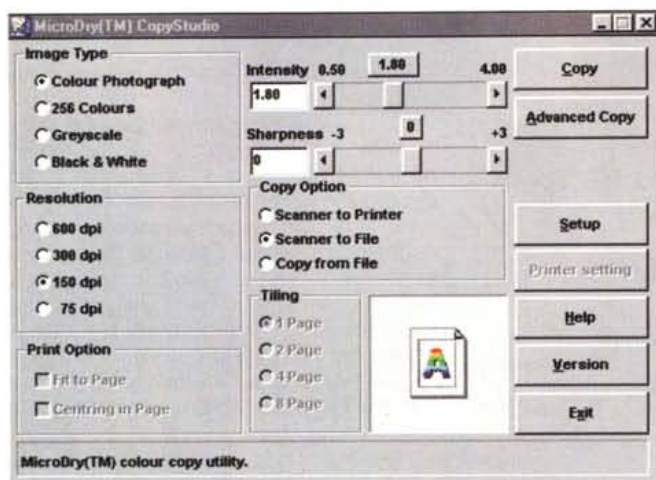 MicroDry(TM) CopyStudio
Image Type
Colour Photograph
256 Colours
Greyscale
Black & White
Intensity 0.50 1.80 4.00
1.80
Sharpness -3 0 +3
0
Copy
Advanced Copy
Resolution
600 dpi
300 dpi
150 dpi
75 dpi
Copy Option
Scanner to Printer
Scanner to File
Copy from File
Setup
Printer setting
Help
Version
Exit
Tiling
1 Page
2 Page
4 Page
8 Page
A
Print Option
Fit to Page
Centring in Page
MicroDry(TM) colour copy utility.